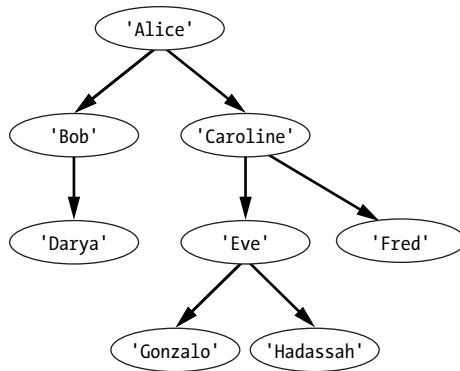 'Alice'
'Bob'
'Caroline'
'Darya'
'Eve'
'Fred'
'Gonzalo'
'Hadassah'